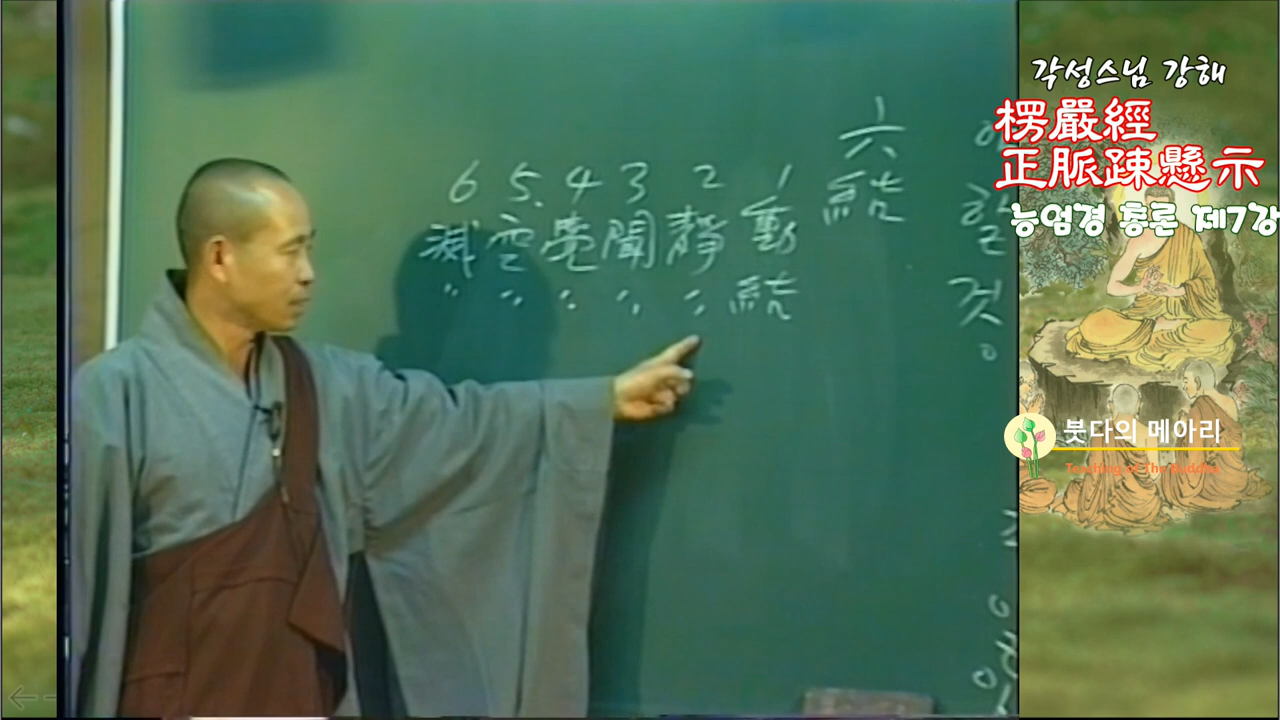 각성스님 강해
楞嚴經
正脈疎懸示
능엄경 총론 제7강
붓다의 메아리
Teaching of The Buddha
六結
1 動結
2 靜〃
3 聞〃
4 覺〃
5. 空〃
6 滅〃
것。